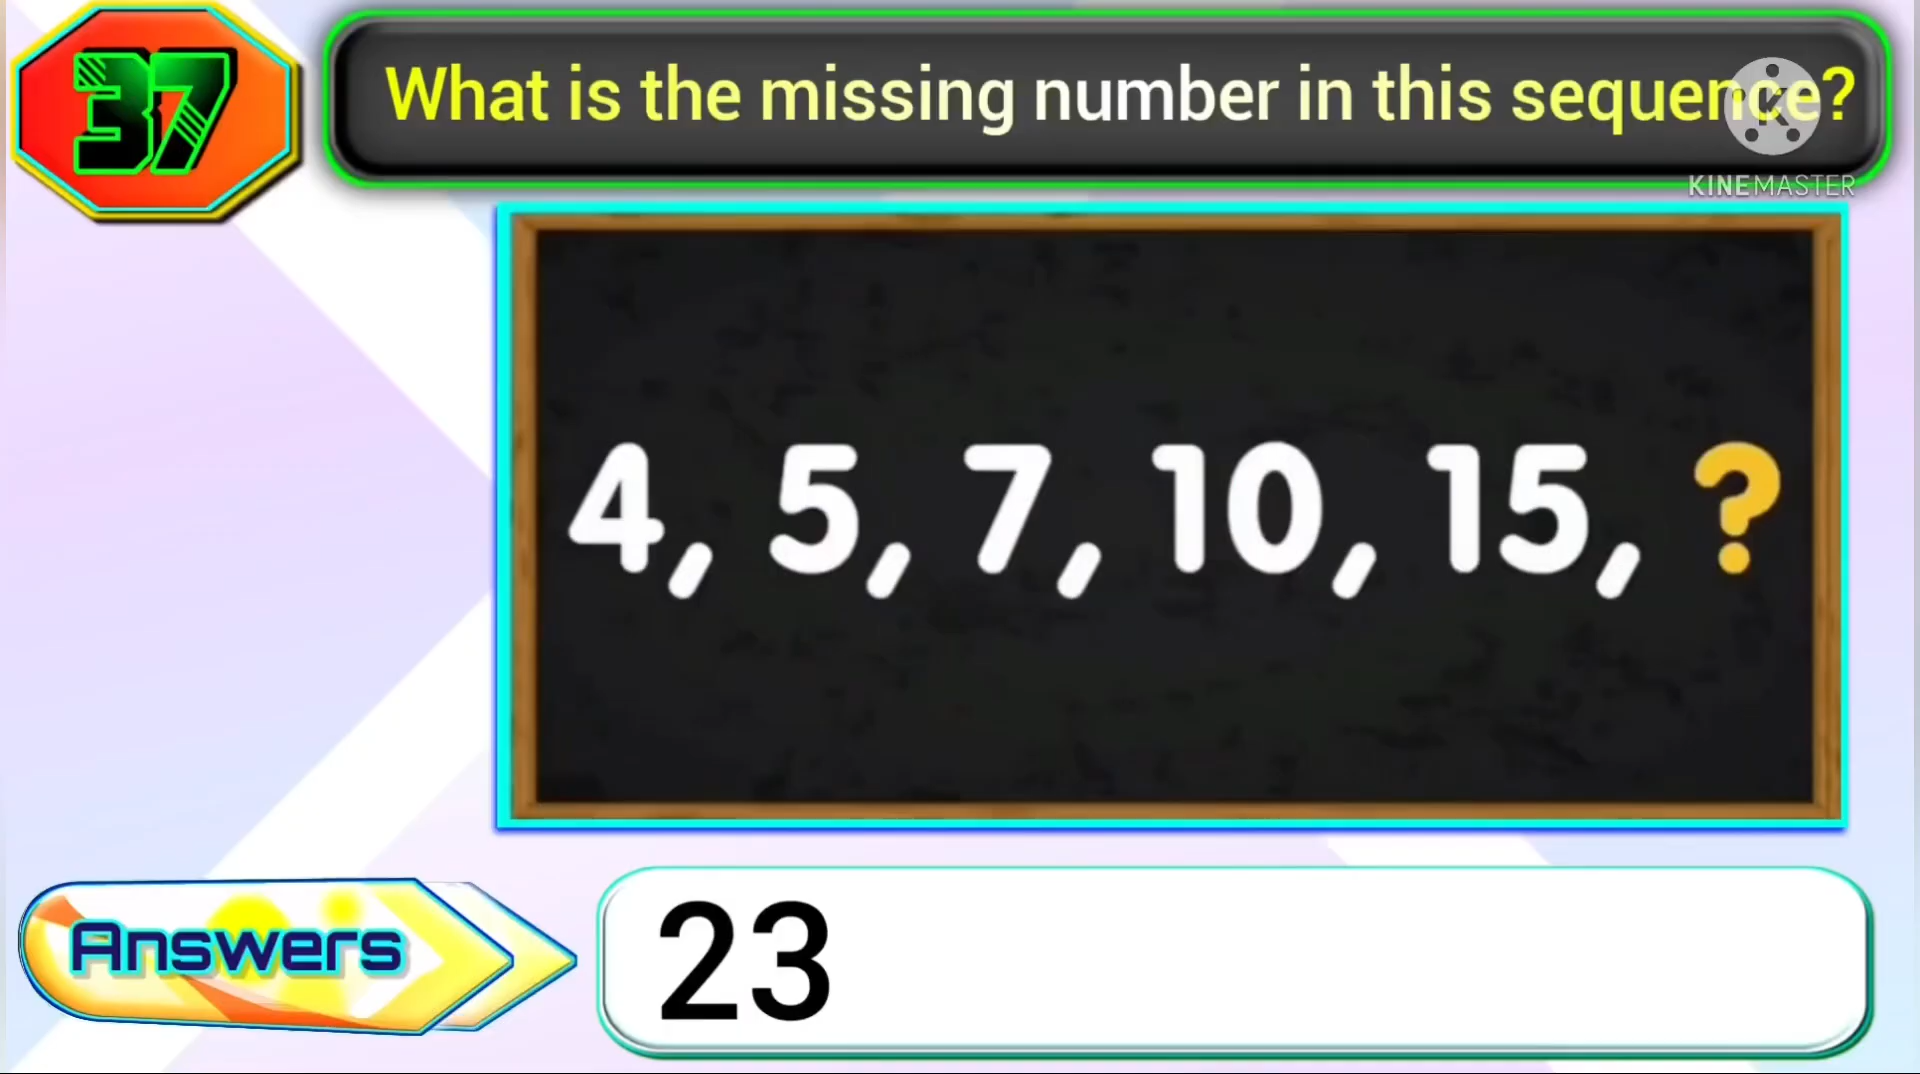 37
What is the missing number in this sequence?
KINEMASTER
4, 5, 7, 10, 15, ?
Answers
23